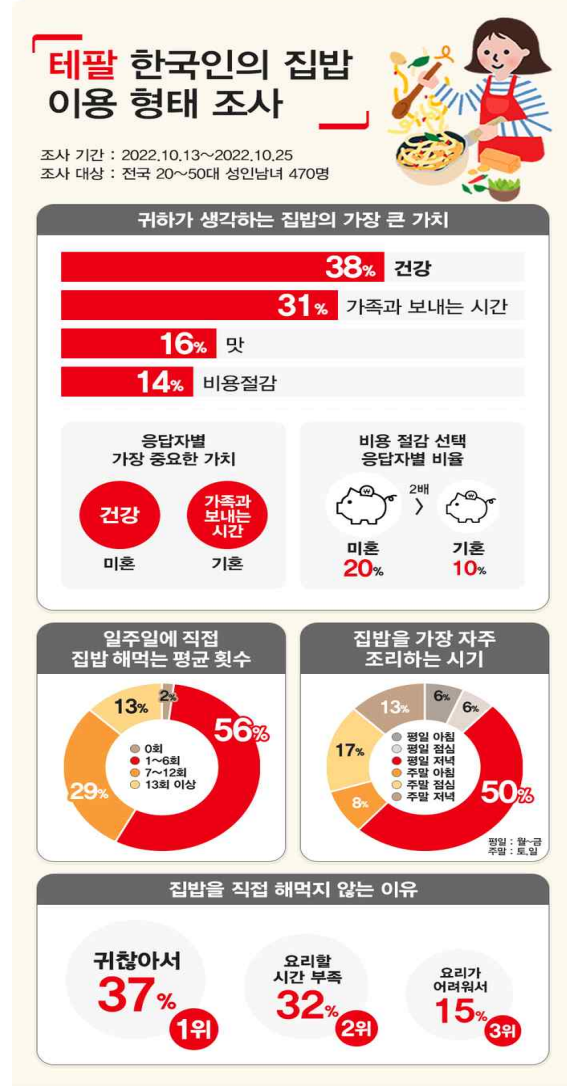 테팔 한국인의 집밥
이용 형태 조사
조사 기간 : 2022.10.13~2022.10.25
조사 대상 : 전국 20~50대 성인남녀 470명
귀하가 생각하는 집밥의 가장 큰 가치
38% 건강
31% 가족과 보내는 시간
16% 맛
14% 비용절감
응답자별
가장 중요한 가치
건강
미혼
가족과
보내는
시간
기혼
비용 절감 선택
응답자별 비율
₩
2배
₩
미혼
20%
기혼
10%
일주일에 직접
집밥 해먹는 평균 횟수
2%
13%
56%
29%
0회
1~6회
7~12회
13회 이상
집밥을 가장 자주
조리하는 시기
6%
13%
6%
17%
50%
8%
평일 아침
평일 점심
평일 저녁
주말 아침
주말 점심
주말 저녁
평일 : 월~금
주말 : 토,일
집밥을 직접 해먹지 않는 이유
귀찮아서
37%
1위
요리할
시간 부족
32%
2위
요리가
어려워서
15%
3위